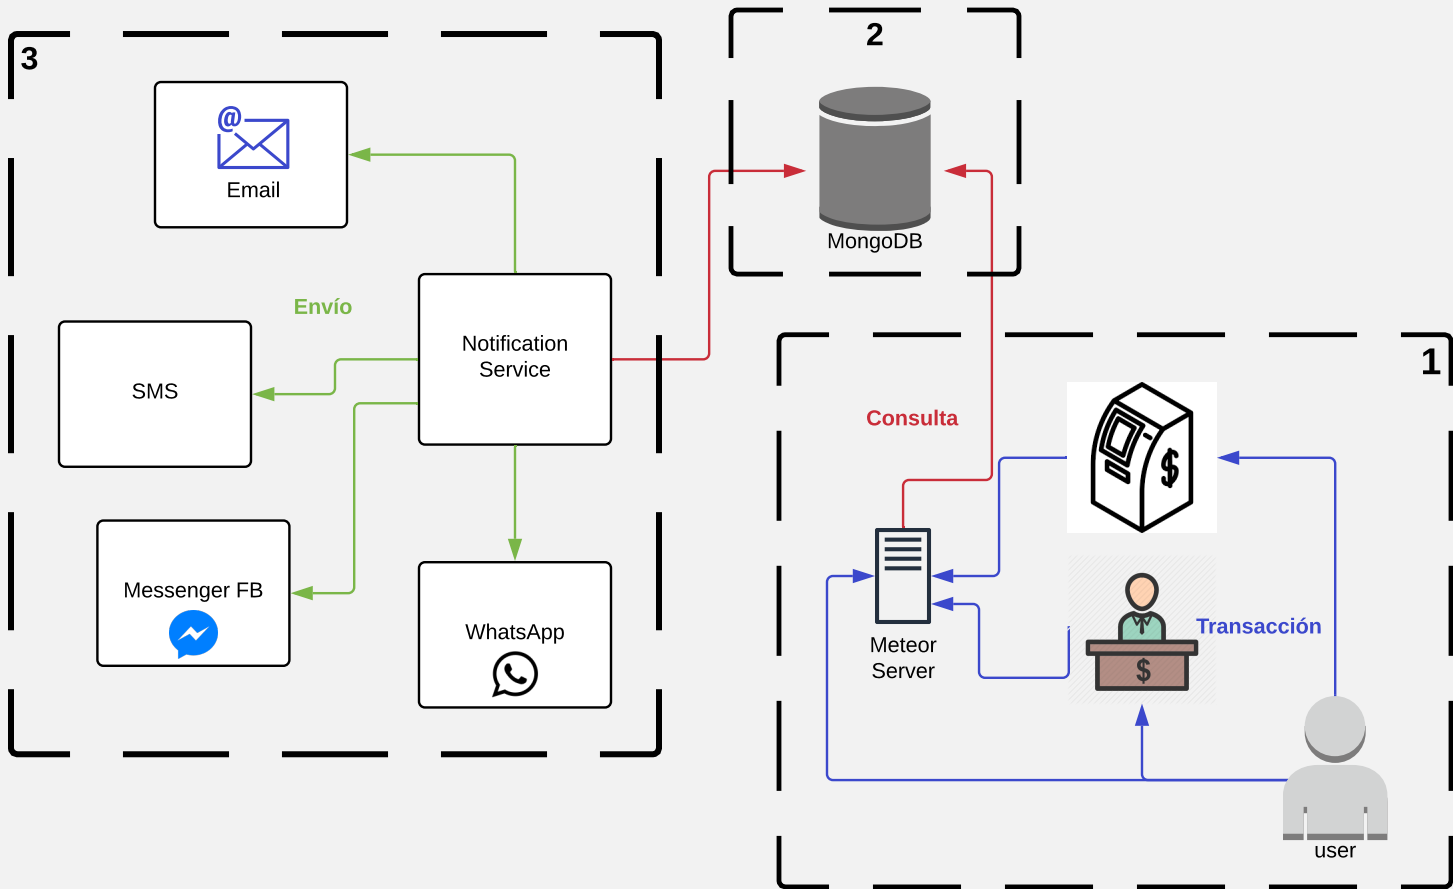 3
@
Email
Envío
Notification
Service
SMS
Messenger FB
WhatsApp
2
MongoDB
1
Consulta
$
Meteor
Server
Transacción
$
user